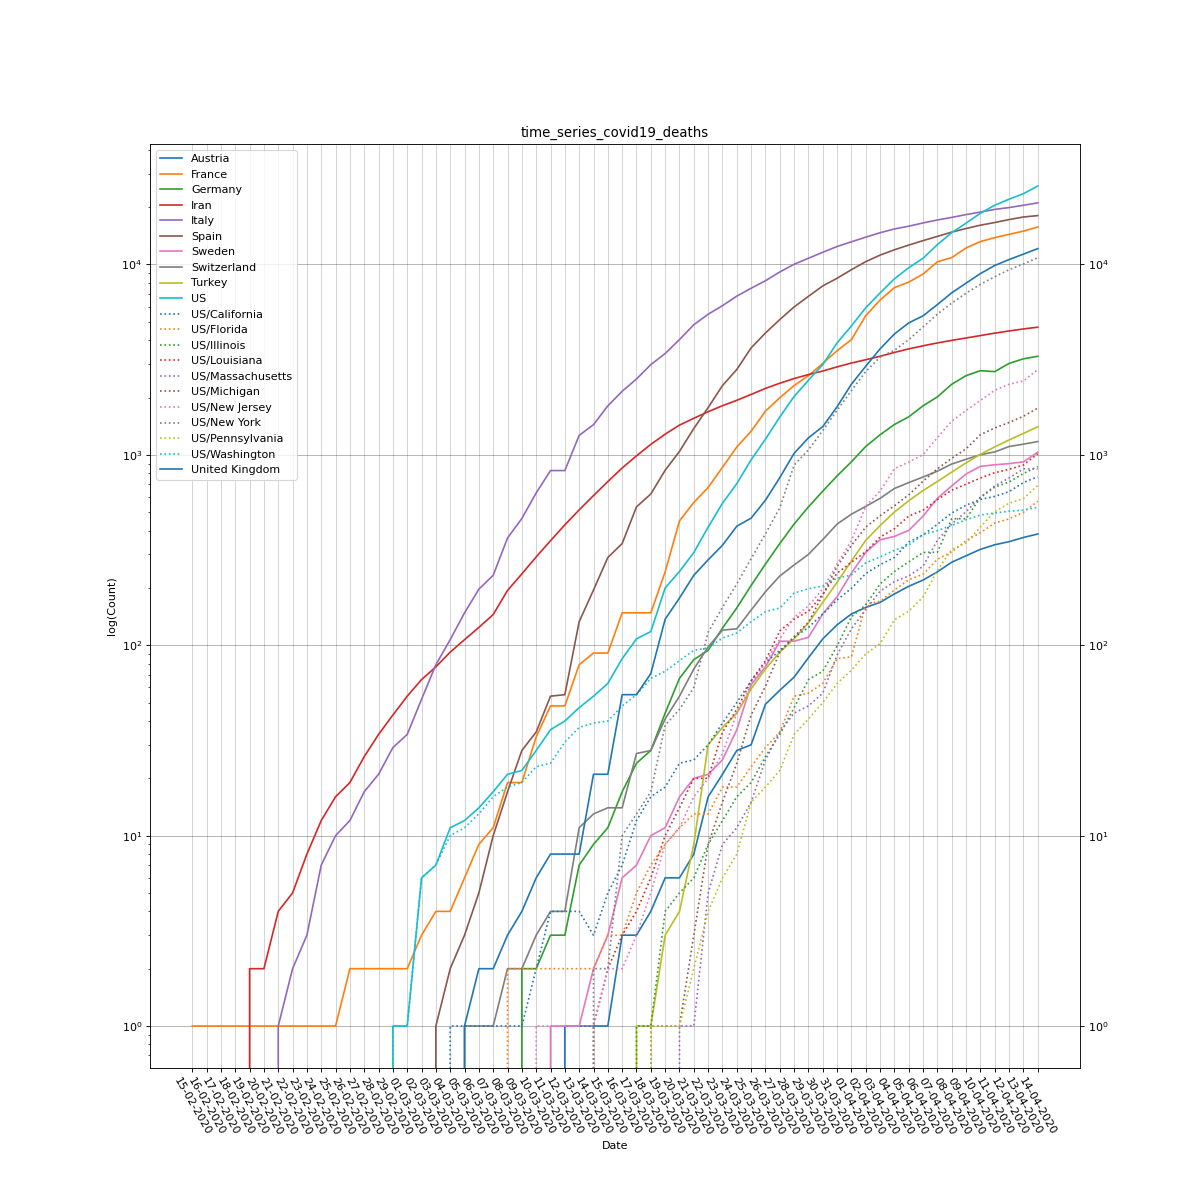 time_series_covid19_deaths
Austria
France
Germany
Iran
Italy
Spain
Sweden
Switzerland
Turkey
US
US/California
US/Florida
US/Illinois
US/Louisiana
US/Massachusetts
US/Michigan
US/New Jersey
US/New York
US/Pennsylvania
US/Washington
United Kingdom
log(Count)
10⁴
10³
10²
10¹
10⁰
10⁴
10³
10²
10¹
10⁰
15-02-2020
16-02-2020
17-02-2020
18-02-2020
19-02-2020
20-02-2020
21-02-2020
22-02-2020
23-02-2020
24-02-2020
25-02-2020
26-02-2020
27-02-2020
28-02-2020
29-02-2020
01-03-2020
02-03-2020
03-03-2020
04-03-2020
05-03-2020
06-03-2020
07-03-2020
08-03-2020
09-03-2020
10-03-2020
11-03-2020
12-03-2020
13-03-2020
14-03-2020
15-03-2020
16-03-2020
17-03-2020
18-03-2020
19-03-2020
20-03-2020
21-03-2020
22-03-2020
23-03-2020
24-03-2020
25-03-2020
26-03-2020
27-03-2020
28-03-2020
29-03-2020
30-03-2020
31-03-2020
01-04-2020
02-04-2020
03-04-2020
04-04-2020
05-04-2020
06-04-2020
07-04-2020
08-04-2020
09-04-2020
10-04-2020
11-04-2020
12-04-2020
13-04-2020
14-04-2020
Date